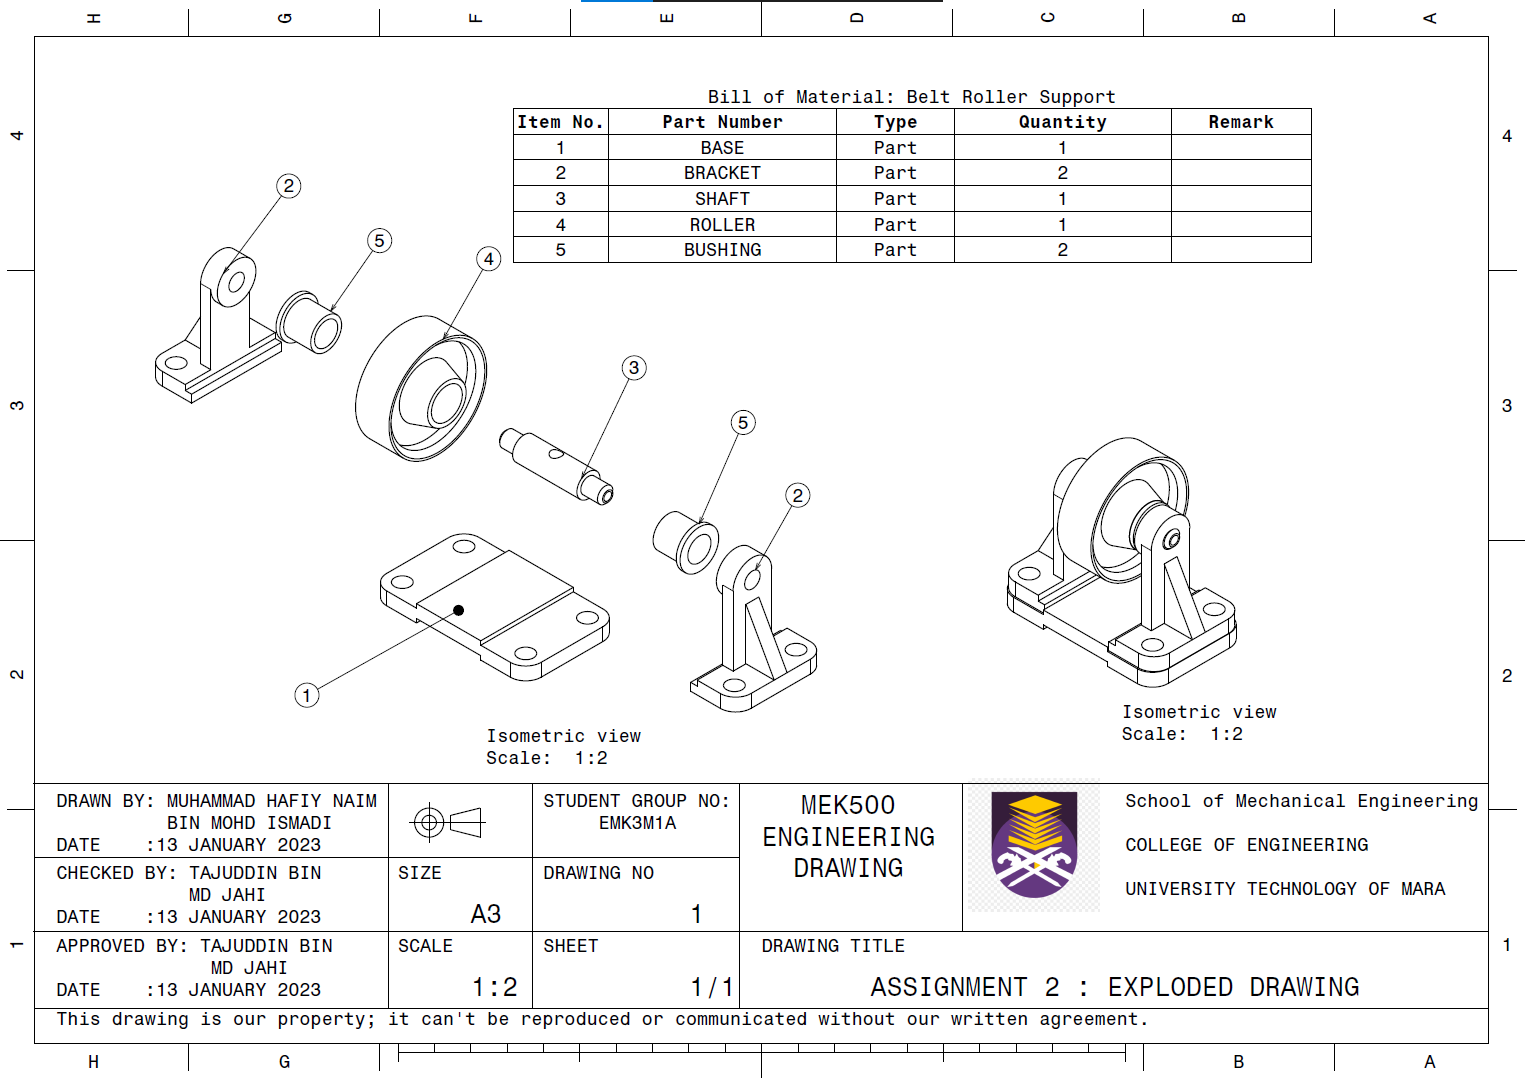 H G F E D C B A
Bill of Material: Belt Roller Support
Item No. Part Number Type Quantity Remark
1 BASE Part 1
2 BRACKET Part 2
3 SHAFT Part 1
4 ROLLER Part 1
5 BUSHING Part 2
4 4
2
5
4
3 3
3
5
2
1
2 2
Isometric view
Scale: 1:2
Isometric view
Scale: 1:2
DRAWN BY: MUHAMMAD HAFIY NAIM
BIN MOHD ISMADI
DATE :13 JANUARY 2023
STUDENT GROUP NO:
EMK3M1A
MEK500
ENGINEERING
DRAWING
School of Mechanical Engineering
COLLEGE OF ENGINEERING
UNIVERSITY TECHNOLOGY OF MARA
CHECKED BY: TAJUDDIN BIN
MD JAHI
DATE :13 JANUARY 2023
SIZE
A3
DRAWING NO
1
APPROVED BY: TAJUDDIN BIN
MD JAHI
DATE :13 JANUARY 2023
SCALE
1:2
SHEET
1/1
DRAWING TITLE
ASSIGNMENT 2 : EXPLODED DRAWING
1 1
This drawing is our property; it can't be reproduced or communicated without our written agreement.
H G B A